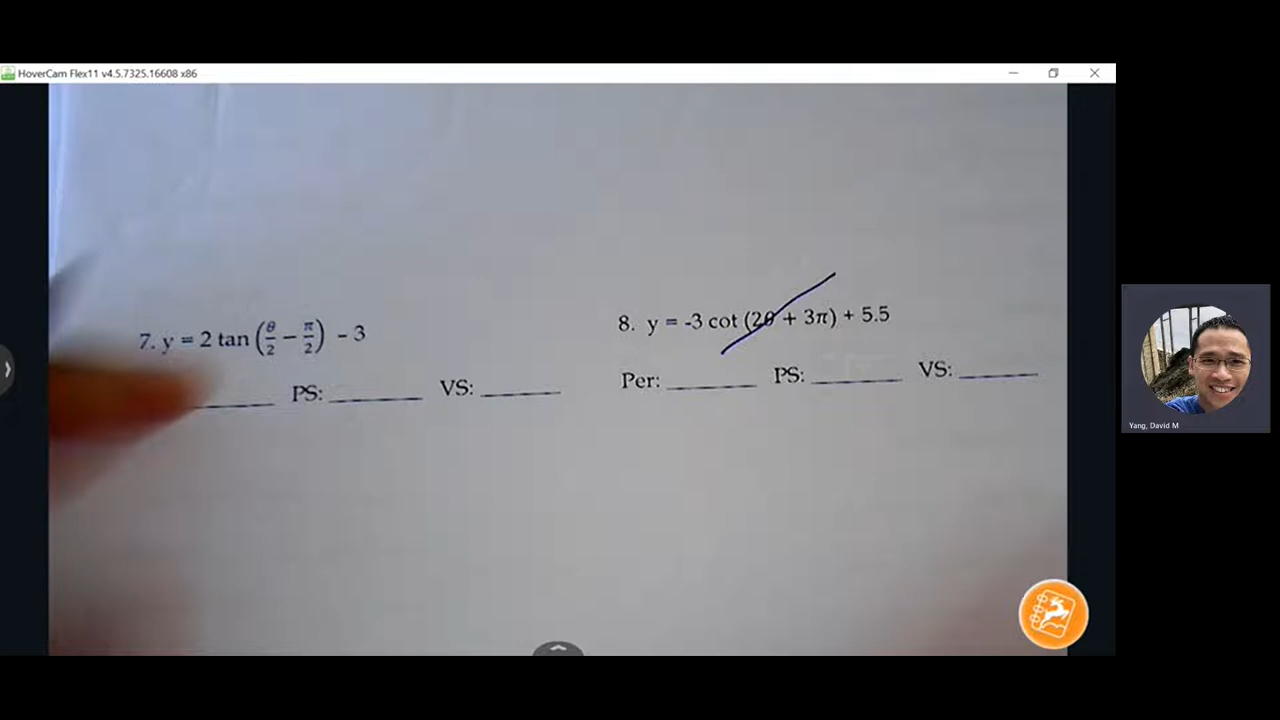 HoverCam Flex11 v4.5.7325.16608 x86
7. y = 2 tan (θ/2 − π/2) - 3
PS: ______ VS: ______
8. y = -3 cot (2θ + 3π) + 5.5
Per: ______ PS: ______ VS: ______
Yang, David M